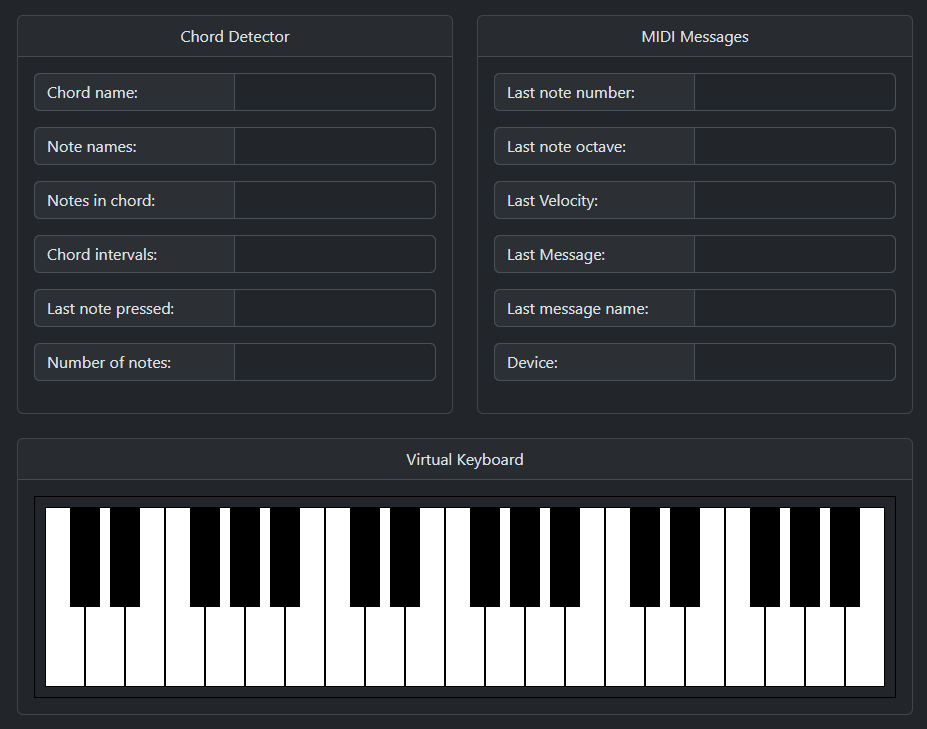 Chord Detector
Chord name:
Note names:
Notes in chord:
Chord intervals:
Last note pressed:
Number of notes:
MIDI Messages
Last note number:
Last note octave:
Last Velocity:
Last Message:
Last message name:
Device:
Virtual Keyboard